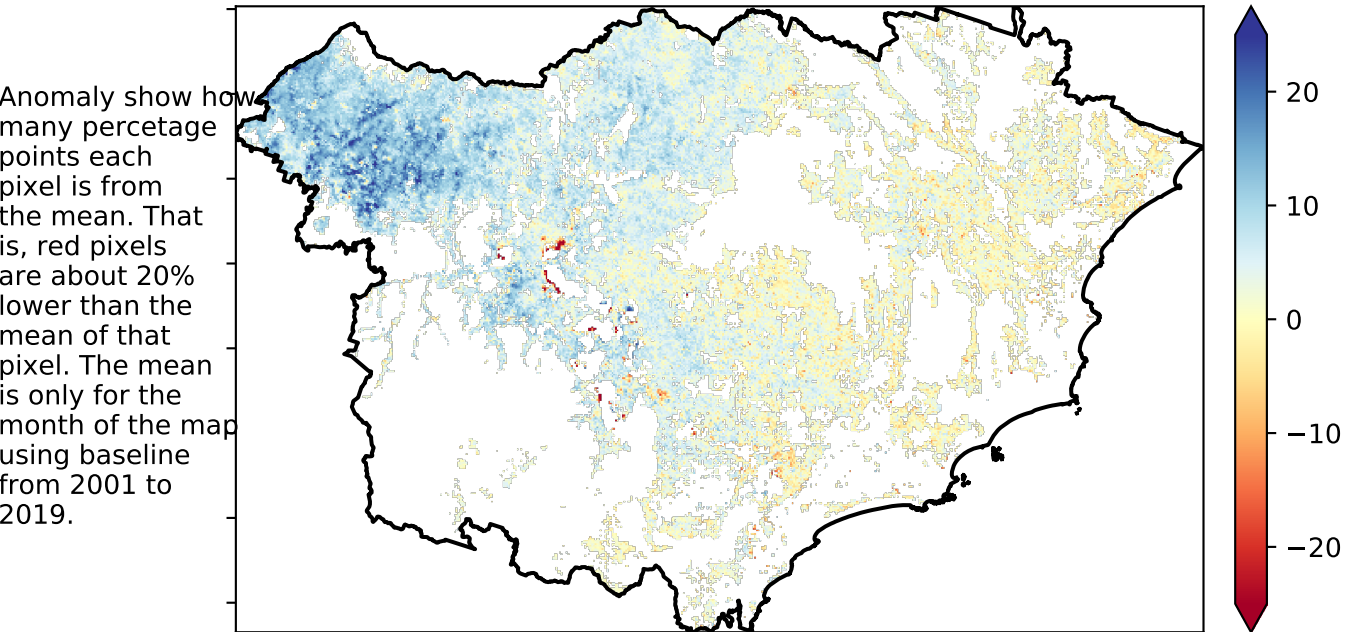 Anomaly show how
many percetage
points each
pixel is from
the mean. That
is, red pixels
are about 20%
lower than the
mean of that
pixel. The mean
is only for the
month of the map
using baseline
from 2001 to
2019.
20
10
0
−10
−20